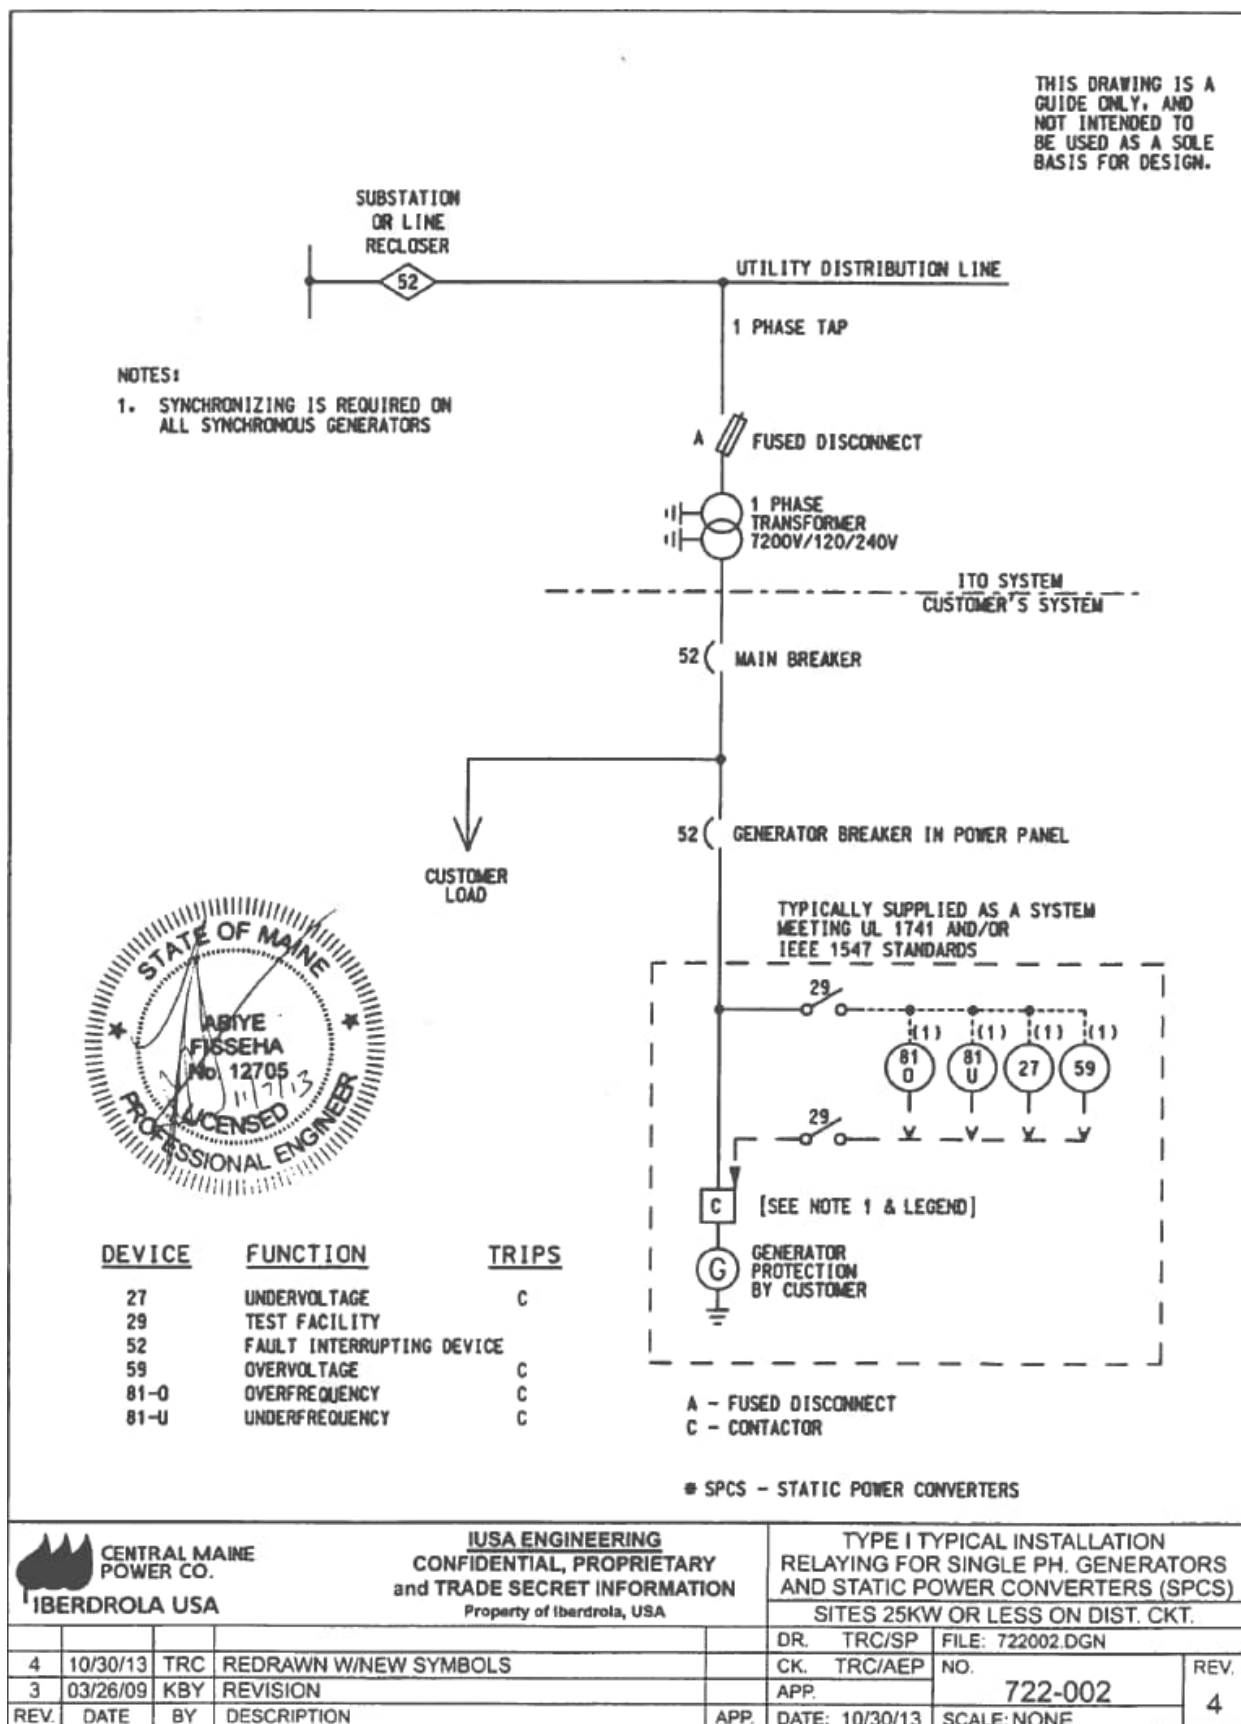 THIS DRAWING IS A
GUIDE ONLY, AND
NOT INTENDED TO
BE USED AS A SOLE
BASIS FOR DESIGN.
SUBSTATION
OR LINE
RECLOSER
52
UTILITY DISTRIBUTION LINE
1 PHASE TAP
NOTES:
1. SYNCHRONIZING IS REQUIRED ON
ALL SYNCHRONOUS GENERATORS
A FUSED DISCONNECT
1 PHASE
TRANSFORMER
7200V/120/240V
ITO SYSTEM
CUSTOMER'S SYSTEM
52 MAIN BREAKER
52 GENERATOR BREAKER IN POWER PANEL
CUSTOMER
LOAD
TYPICALLY SUPPLIED AS A SYSTEM
MEETING UL 1741 AND/OR
IEEE 1547 STANDARDS
29
(1) (1) (1) (1)
81 O 81 U 27 59
29
C [SEE NOTE 1 & LEGEND]
G GENERATOR
PROTECTION
BY CUSTOMER
STATE OF MAINE
ABIYE
FISSEHA
No. 12705
11/7/13
LICENSED
PROFESSIONAL ENGINEER
DEVICE FUNCTION TRIPS
27 UNDERVOLTAGE C
29 TEST FACILITY
52 FAULT INTERRUPTING DEVICE
59 OVERVOLTAGE C
81-O OVERFREQUENCY C
81-U UNDERFREQUENCY C
A - FUSED DISCONNECT
C - CONTACTOR
* SPCS - STATIC POWER CONVERTERS
CENTRAL MAINE
POWER CO.
IBERDROLA USA
IUSA ENGINEERING
CONFIDENTIAL, PROPRIETARY
and TRADE SECRET INFORMATION
Property of Iberdrola, USA
TYPE I TYPICAL INSTALLATION
RELAYING FOR SINGLE PH. GENERATORS
AND STATIC POWER CONVERTERS (SPCS)
SITES 25KW OR LESS ON DIST. CKT.
DR. TRC/SP FILE: 722002.DGN
4 10/30/13 TRC REDRAWN W/NEW SYMBOLS CK. TRC/AEP NO. REV.
3 03/26/09 KBY REVISION APP. 722-002 4
REV. DATE BY DESCRIPTION APP. DATE: 10/30/13 SCALE: NONE